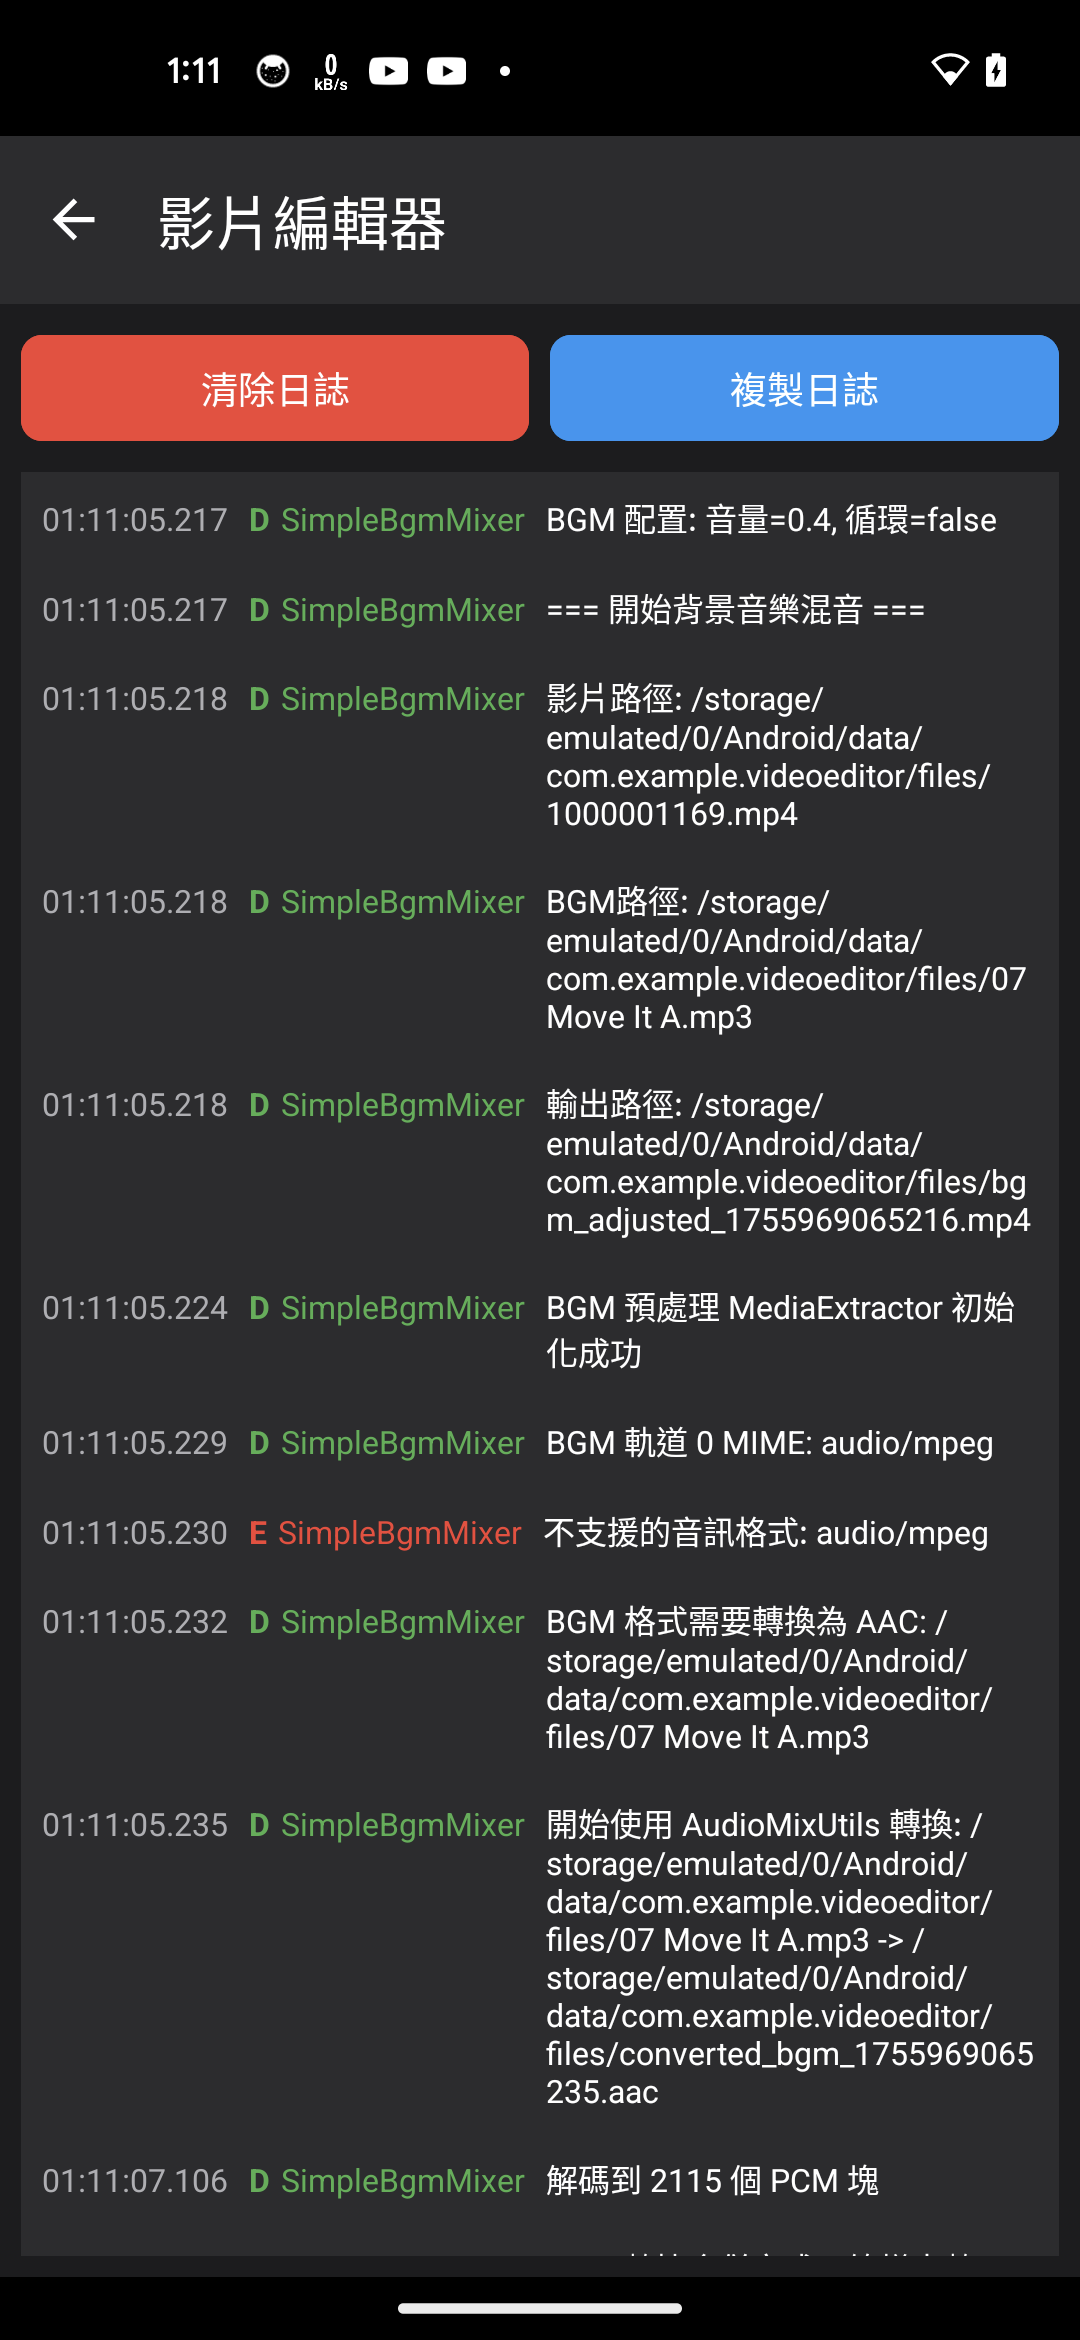 1:11 0 kB/s
影片編輯器
清除日誌 複製日誌
01:11:05.217 D SimpleBgmMixer BGM 配置: 音量=0.4, 循環=false
01:11:05.217 D SimpleBgmMixer === 開始背景音樂混音 ===
01:11:05.218 D SimpleBgmMixer 影片路徑: /storage/
emulated/0/Android/data/
com.example.videoeditor/files/
1000001169.mp4
01:11:05.218 D SimpleBgmMixer BGM路徑: /storage/
emulated/0/Android/data/
com.example.videoeditor/files/07
Move It A.mp3
01:11:05.218 D SimpleBgmMixer 輸出路徑: /storage/
emulated/0/Android/data/
com.example.videoeditor/files/bg
m_adjusted_1755969065216.mp4
01:11:05.224 D SimpleBgmMixer BGM 預處理 MediaExtractor 初始
化成功
01:11:05.229 D SimpleBgmMixer BGM 軌道 0 MIME: audio/mpeg
01:11:05.230 E SimpleBgmMixer 不支援的音訊格式: audio/mpeg
01:11:05.232 D SimpleBgmMixer BGM 格式需要轉換為 AAC: /
storage/emulated/0/Android/
data/com.example.videoeditor/
files/07 Move It A.mp3
01:11:05.235 D SimpleBgmMixer 開始使用 AudioMixUtils 轉換: /
storage/emulated/0/Android/
data/com.example.videoeditor/
files/07 Move It A.mp3 -> /
storage/emulated/0/Android/
data/com.example.videoeditor/
files/converted_bgm_1755969065
235.aac
01:11:07.106 D SimpleBgmMixer 解碼到 2115 個 PCM 塊